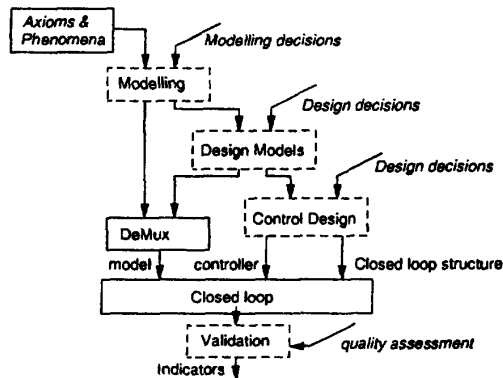 Axioms &
Phenomena
Modelling decisions
Modelling
Design decisions
Design Models
Design decisions
Control Design
DeMux
model
controller
Closed loop structure
Closed loop
Validation
quality assessment
Indicators